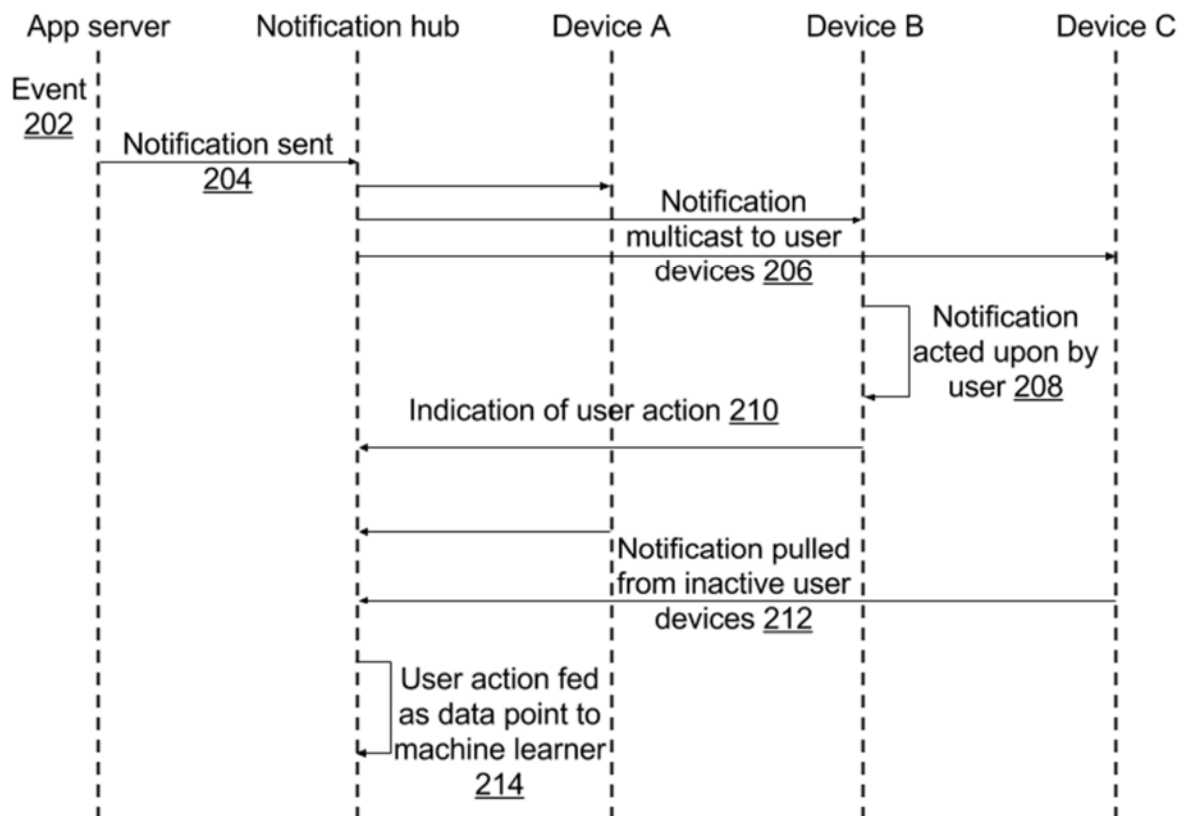 App server Notification hub Device A Device B Device C
Event
202
Notification sent
204
Notification
multicast to user
devices 206
Notification
acted upon by
user 208
Indication of user action 210
Notification pulled
from inactive user
devices 212
User action fed
as data point to
machine learner
214